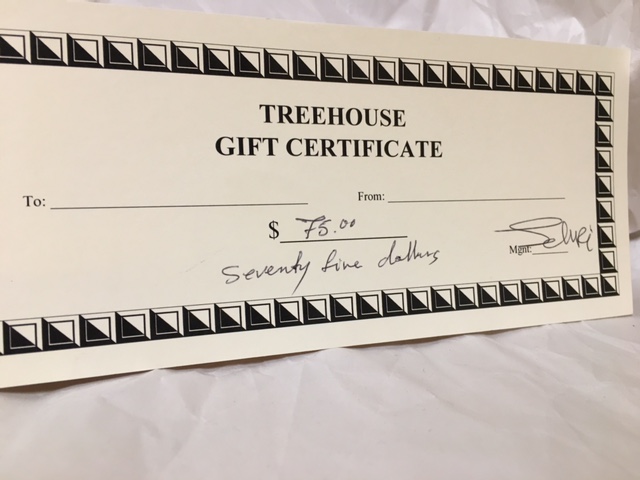 TREEHOUSE
GIFT CERTIFICATE
To: From:
$ 75.00
Mgmt:
seventy five dollars